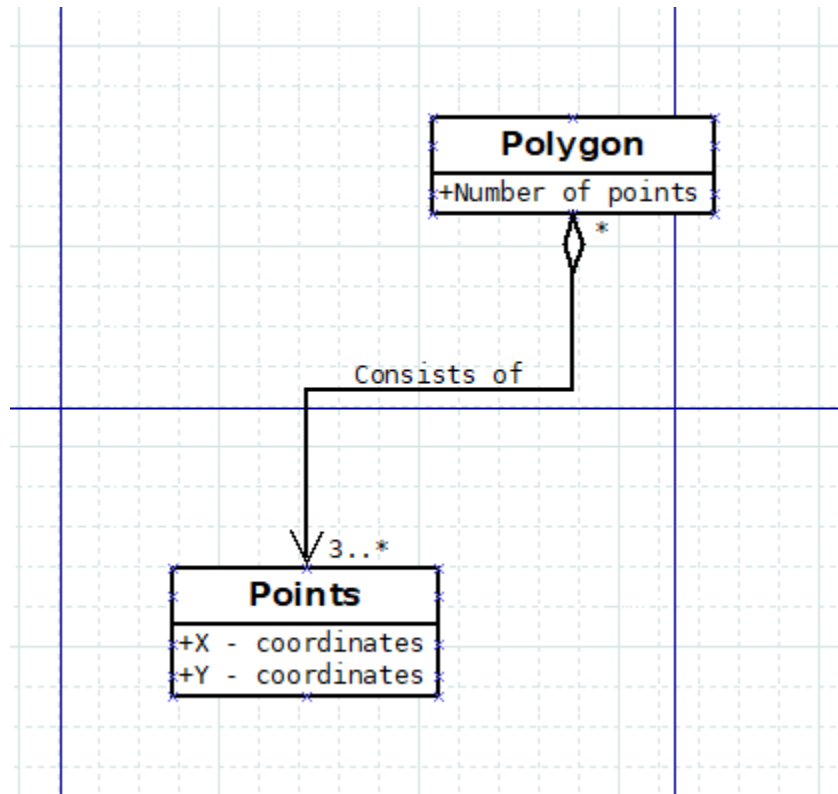 Polygon
+Number of points
*
Consists of
3..*
Points
+X - coordinates
+Y - coordinates